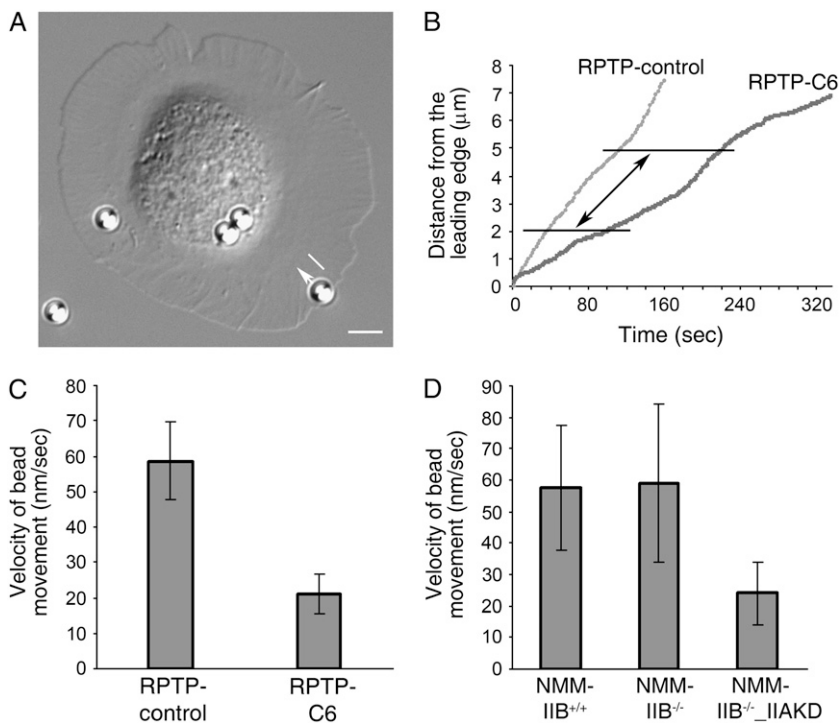 A
B
Distance from the
leading edge (μm)
8
7
6
5
4
3
2
1
0
RPTP-control
RPTP-C6
0 80 160 240 320
Time (sec)
C
Velocity of bead
movement (nm/sec)
80
70
60
50
40
30
20
10
0
RPTP-
control
RPTP-
C6
D
Velocity of bead
movement (nm/sec)
90
80
70
60
50
40
30
20
10
0
NMM-
IIB+/+
NMM-
IIB-/-
NMM-
IIB-/-_IIAKD